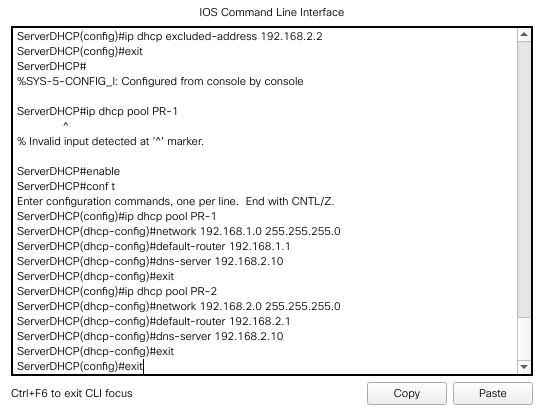 IOS Command Line Interface
ServerDHCP(config)#ip dhcp excluded-address 192.168.2.2
ServerDHCP(config)#exit
ServerDHCP#
%SYS-5-CONFIG_I: Configured from console by console
ServerDHCP#ip dhcp pool PR-1
^
% Invalid input detected at '^' marker.
ServerDHCP#enable
ServerDHCP#conf t
Enter configuration commands, one per line.  End with CNTL/Z.
ServerDHCP(config)#ip dhcp pool PR-1
ServerDHCP(dhcp-config)#network 192.168.1.0 255.255.255.0
ServerDHCP(dhcp-config)#default-router 192.168.1.1
ServerDHCP(dhcp-config)#dns-server 192.168.2.10
ServerDHCP(dhcp-config)#exit
ServerDHCP(config)#ip dhcp pool PR-2
ServerDHCP(dhcp-config)#network 192.168.2.0 255.255.255.0
ServerDHCP(dhcp-config)#default-router 192.168.2.1
ServerDHCP(dhcp-config)#dns-server 192.168.2.10
ServerDHCP(dhcp-config)#exit
ServerDHCP(config)#exit
Ctrl+F6 to exit CLI focus
Copy
Paste